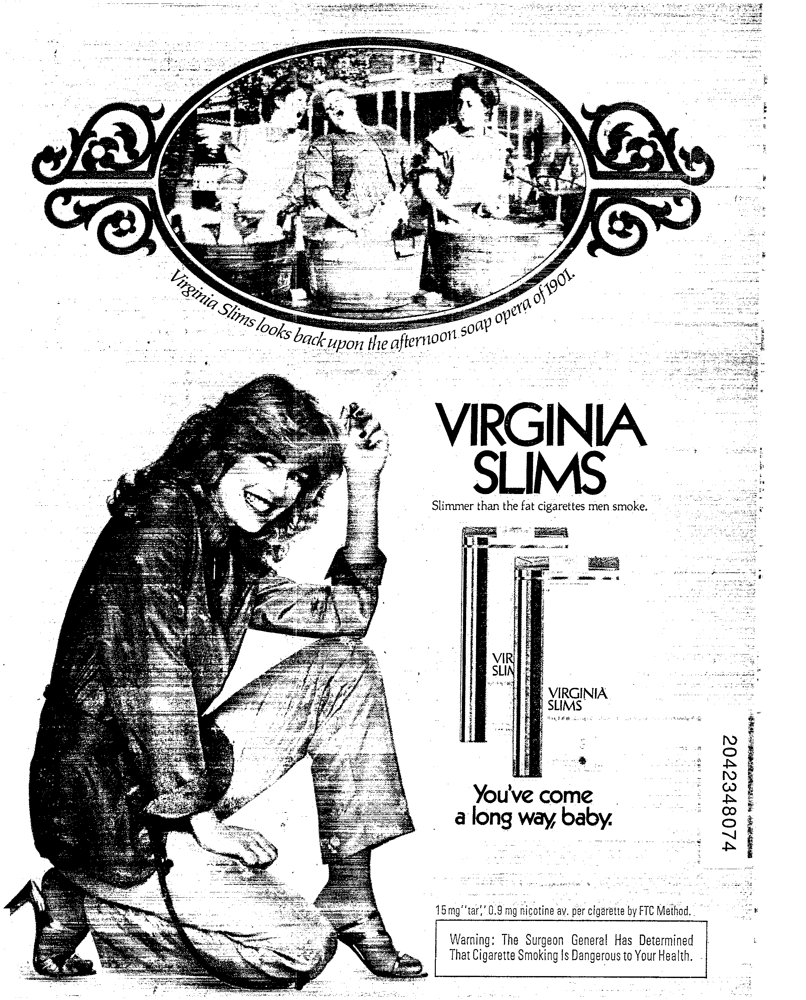 Virginia Slims looks back upon the afternoon soap opera of 1901.
VIRGINIA
SLIMS
Slimmer than the fat cigarettes men smoke.
VIR
SLIM
VIRGINIA
SLIMS
You've come
a long way, baby.
2042348074
15 mg "tar," 0.9 mg nicotine av. per cigarette by FTC Method.
Warning: The Surgeon General Has Determined
That Cigarette Smoking Is Dangerous to Your Health.